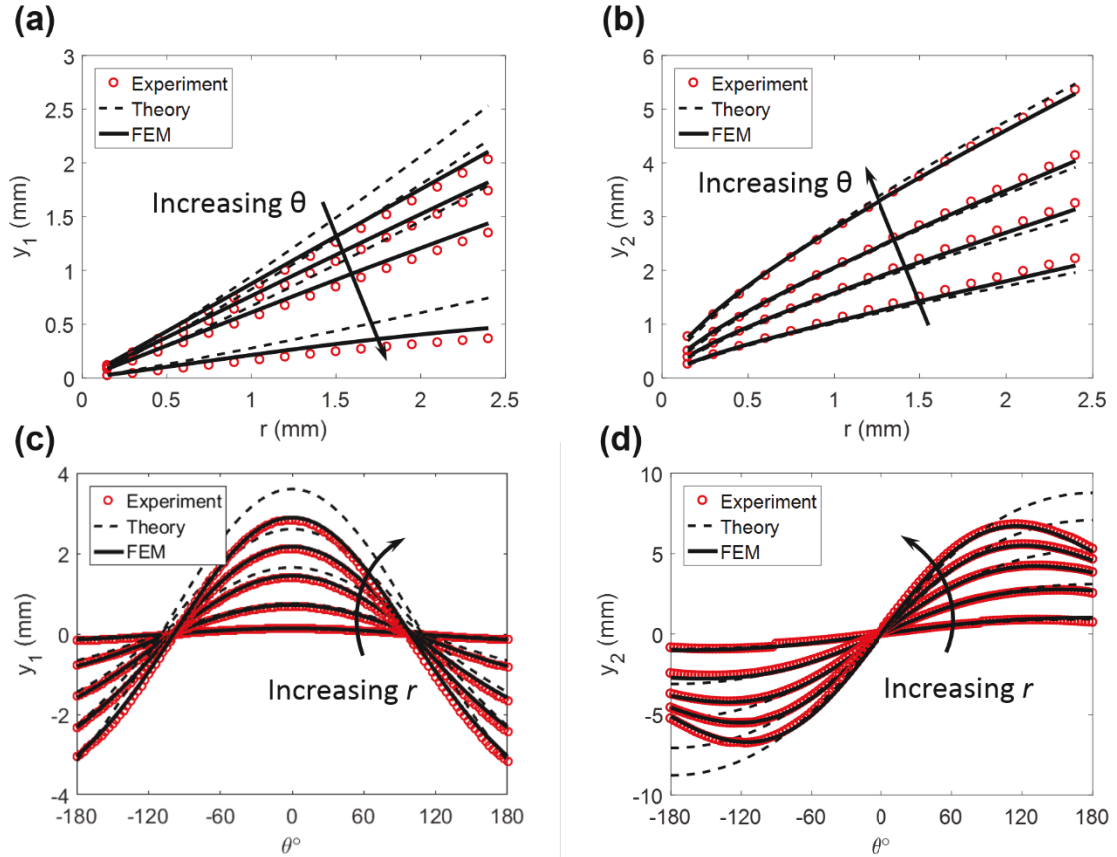 (a)
3
2.5
2
1.5
1
0.5
0
y₁ (mm)
Experiment
Theory
FEM
Increasing θ
0 0.5 1 1.5 2 2.5
r (mm)
(b)
6
5
4
3
2
1
0
y₂ (mm)
Experiment
Theory
FEM
Increasing θ
0 0.5 1 1.5 2 2.5
r (mm)
(c)
4
2
0
-2
-4
y₁ (mm)
Experiment
Theory
FEM
Increasing r
-180 -120 -60 0 60 120 180
θ°
(d)
10
5
0
-5
-10
y₂ (mm)
Experiment
Theory
FEM
Increasing r
-180 -120 -60 0 60 120 180
θ°